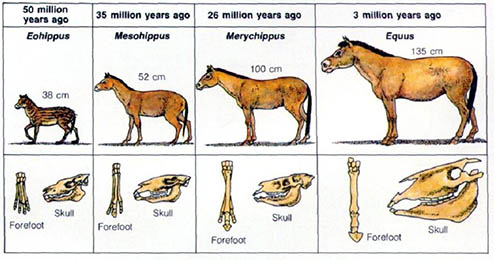 50 million
years ago
35 million years ago
26 million years ago
3 million years ago
Eohippus
Mesohippus
Merychippus
Equus
38 cm
52 cm
100 cm
135 cm
Forefoot
Skull
Forefoot
Skull
Forefoot
Skull
Forefoot
Skull